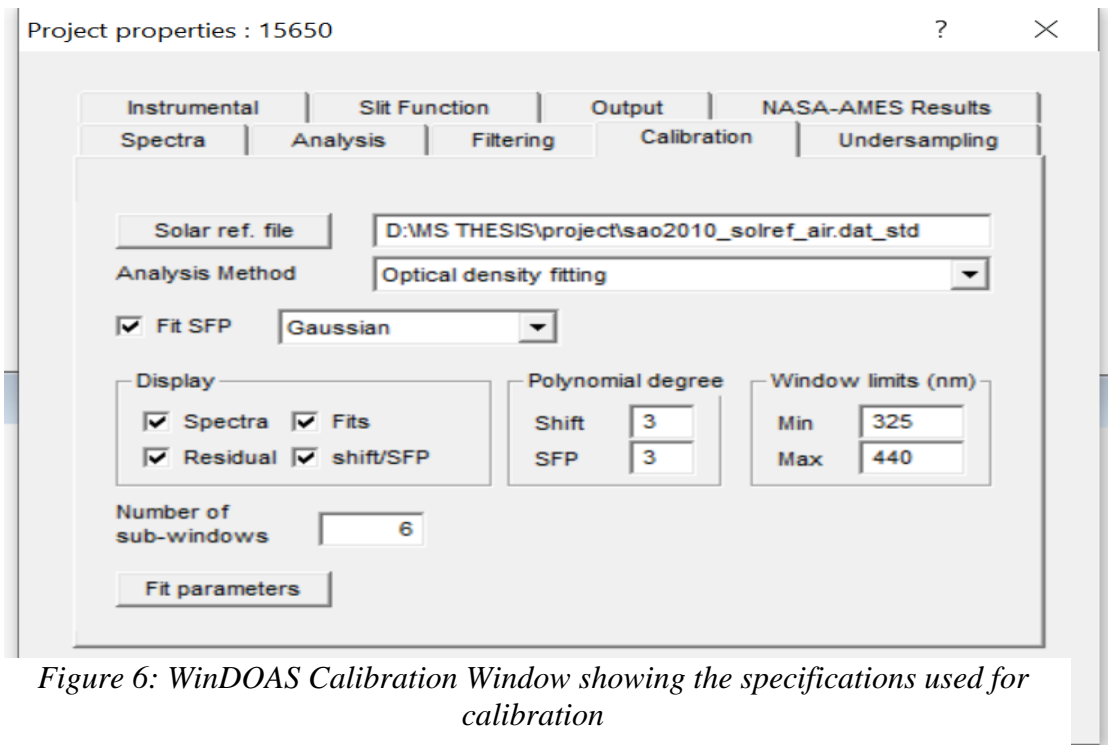 Project properties : 15650 ? ×
Instrumental Slit Function Output NASA-AMES Results
Spectra Analysis Filtering Calibration Undersampling
Solar ref. file D:\MS THESIS\project\sao2010_solref_air.dat_std
Analysis Method Optical density fitting
Fit SFP Gaussian
Display Polynomial degree Window limits (nm)
Spectra Fits Shift 3 Min 325
Residual shift/SFP SFP 3 Max 440
Number of
sub-windows 6
Fit parameters
Figure 6: WinDOAS Calibration Window showing the specifications used for
calibration